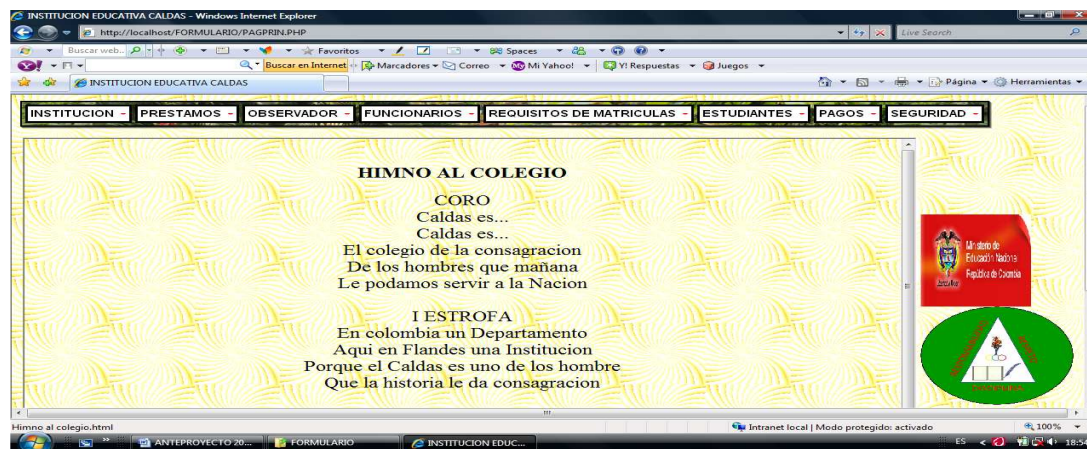 INSTITUCION EDUCATIVA CALDAS - Windows Internet Explorer
http://localhost/FORMULARIO/PAGPRIN.PHP
Live Search
Buscar web... Favoritos Spaces
Buscar en Internet Marcadores Correo Mi Yahoo! Y! Respuestas Juegos
INSTITUCION EDUCATIVA CALDAS Página Herramientas
INSTITUCION - PRESTAMOS - OBSERVADOR - FUNCIONARIOS - REQUISITOS DE MATRICULAS - ESTUDIANTES - PAGOS - SEGURIDAD -
HIMNO AL COLEGIO
CORO
Caldas es...
Caldas es...
El colegio de la consagracion
De los hombres que mañana
Le podamos servir a la Nacion
I ESTROFA
En colombia un Departamento
Aqui en Flandes una Institucion
Porque el Caldas es uno de los hombre
Que la historia le da consagracion
Ministerio de
Educación Nacional
República de Colombia
Himno al colegio.html
Intranet local | Modo protegido: activado
100%
ANTEPROYECTO 20... FORMULARIO INSTITUCION EDUC...
ES
18:54